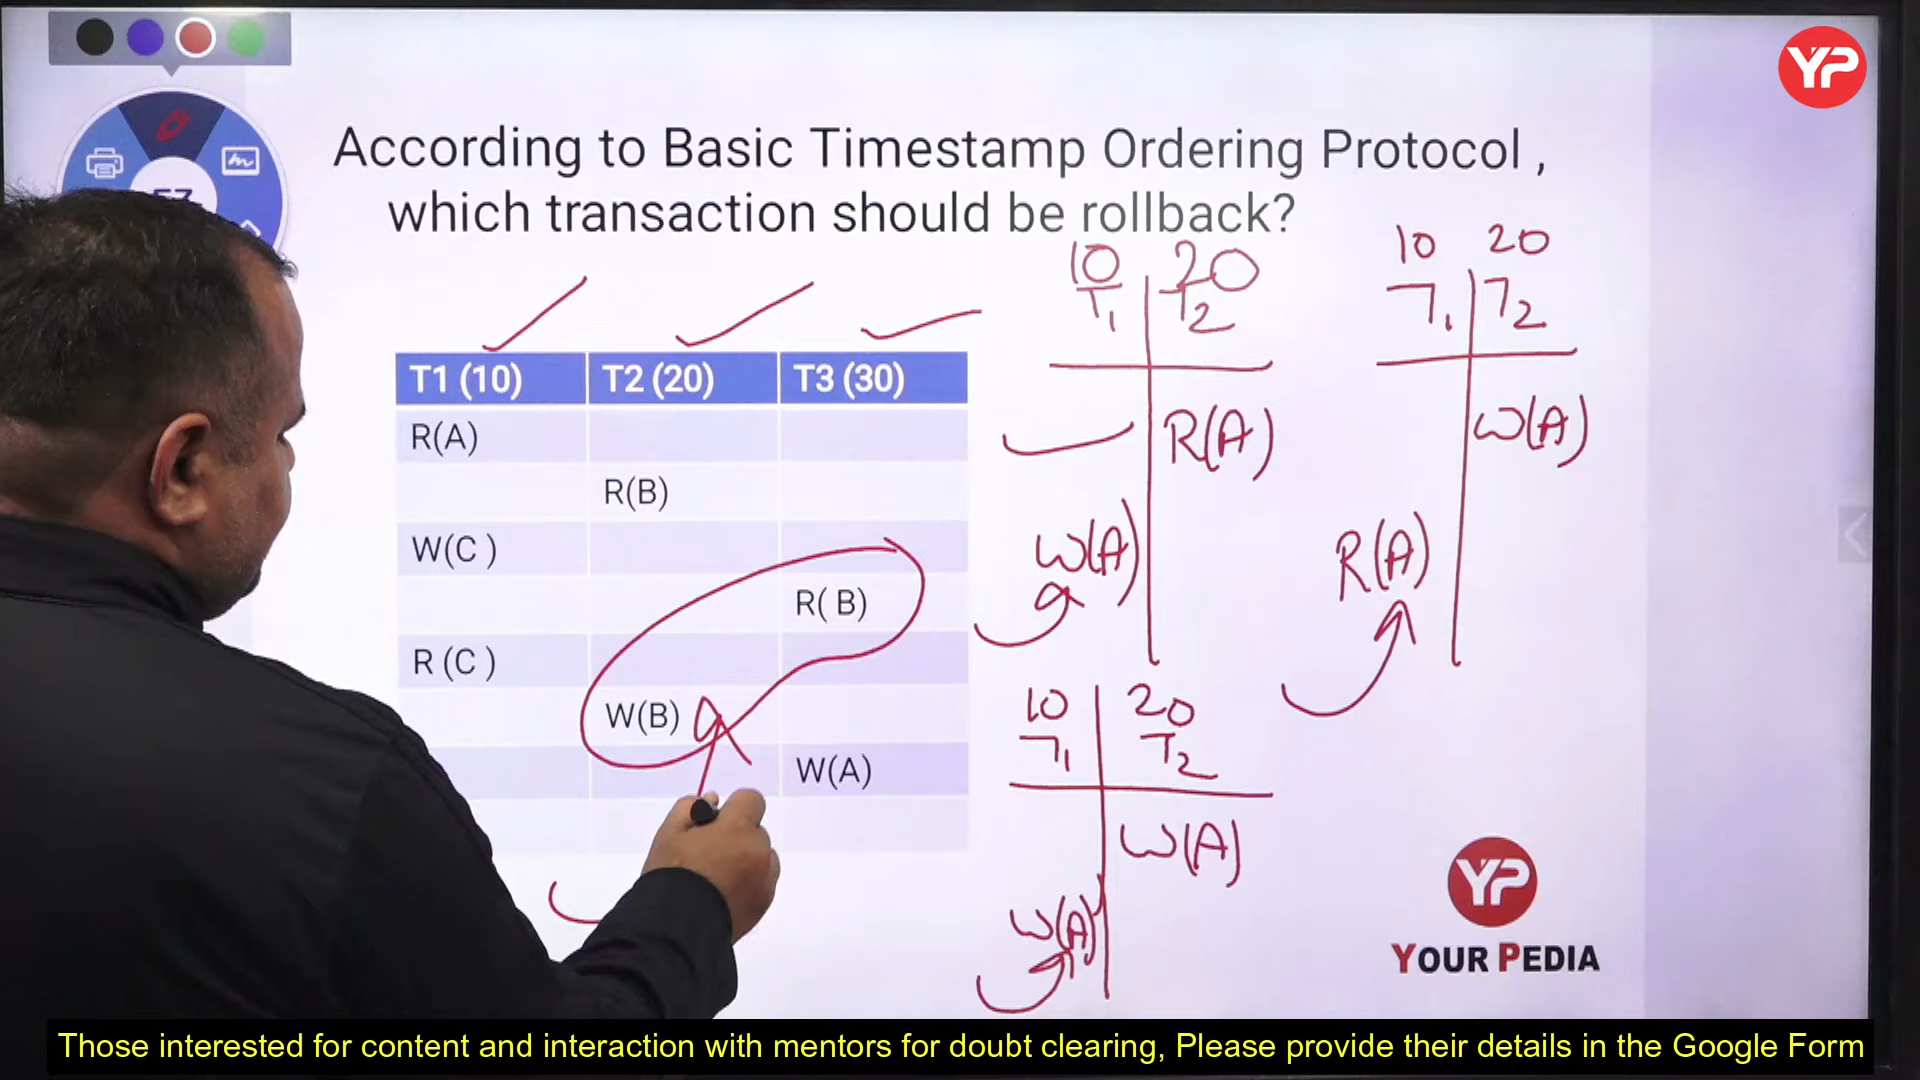 YP
According to Basic Timestamp Ordering Protocol ,
which transaction should be rollback?
T1 (10) T2 (20) T3 (30)
R(A)
R(B)
W(C )
R( B)
R (C )
W(B)
W(A)
10 20
T1 T2
R(A)
W(A)
10 20
T1 T2
W(A)
R(A)
10 20
T1 T2
W(A)
W(A)
YP
YOUR PEDIA
Those interested for content and interaction with mentors for doubt clearing, Please provide their details in the Google Form